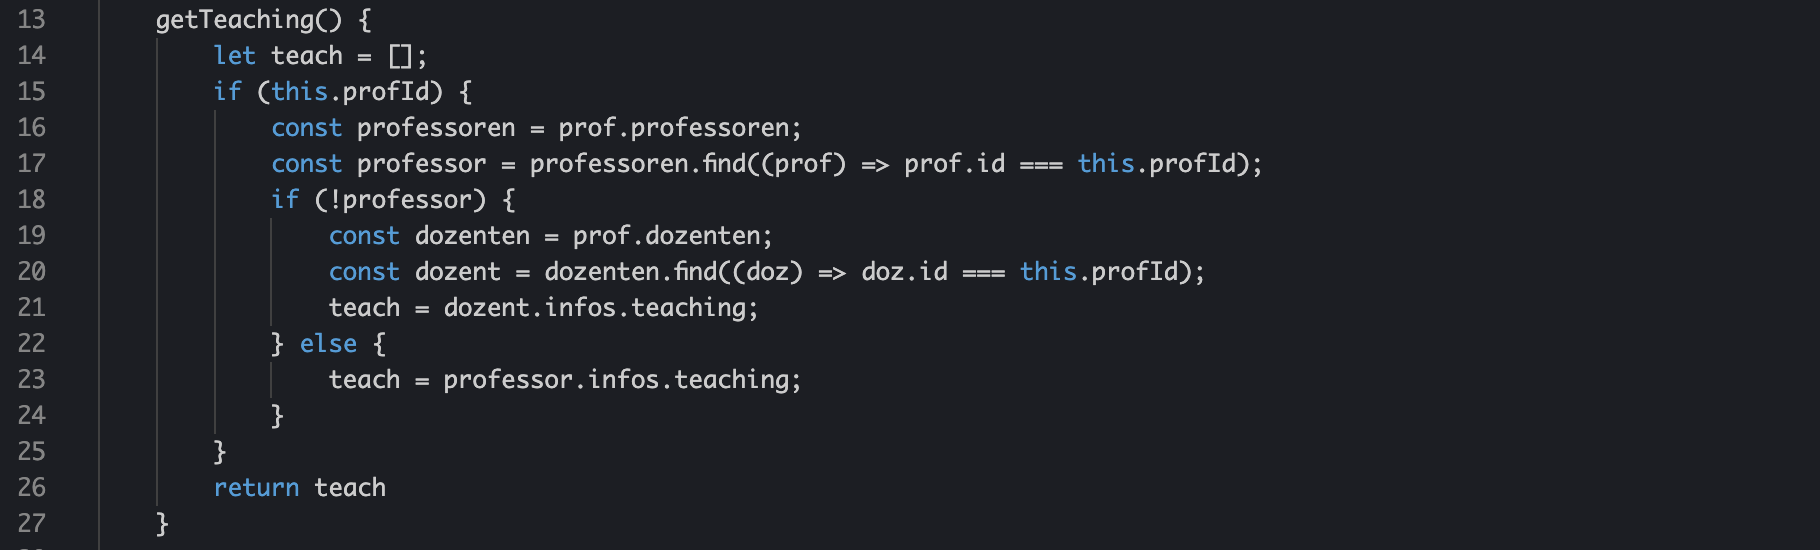 13 getTeaching() {
14 let teach = [];
15 if (this.profId) {
16 const professoren = prof.professoren;
17 const professor = professoren.find((prof) => prof.id === this.profId);
18 if (!professor) {
19 const dozenten = prof.dozenten;
20 const dozent = dozenten.find((doz) => doz.id === this.profId);
21 teach = dozent.infos.teaching;
22 } else {
23 teach = professor.infos.teaching;
24 }
25 }
26 return teach
27 }